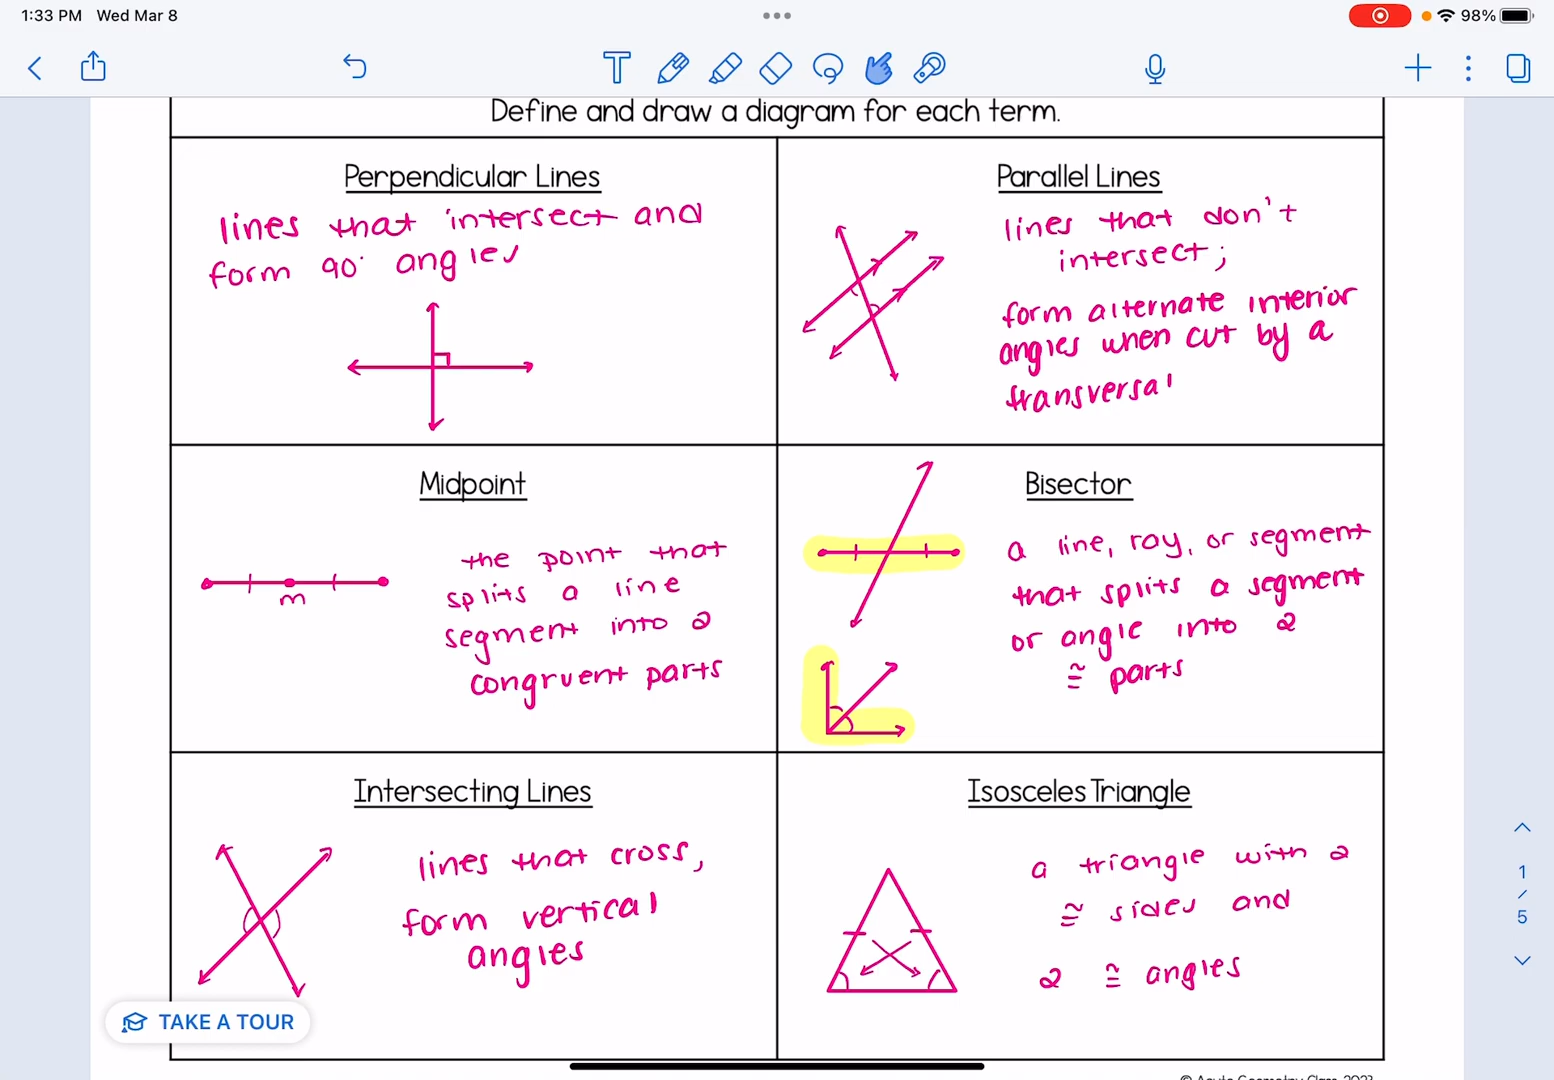 1:33 PM Wed Mar 8
98%
Define and draw a diagram for each term.
Perpendicular Lines
lines that intersect and
form 90° angles
Parallel Lines
lines that don't
intersect;
form alternate interior
angles when cut by a
transversal
Midpoint
m
the point that
splits a line
segment into 2
congruent parts
Bisector
a line, ray, or segment
that splits a segment
or angle into 2
≅ parts
Intersecting Lines
lines that cross,
form vertical
angles
Isosceles Triangle
a triangle with 2
≅ sides and
2 ≅ angles
1
/
5
TAKE A TOUR
© Acute Geometry Class, 2023